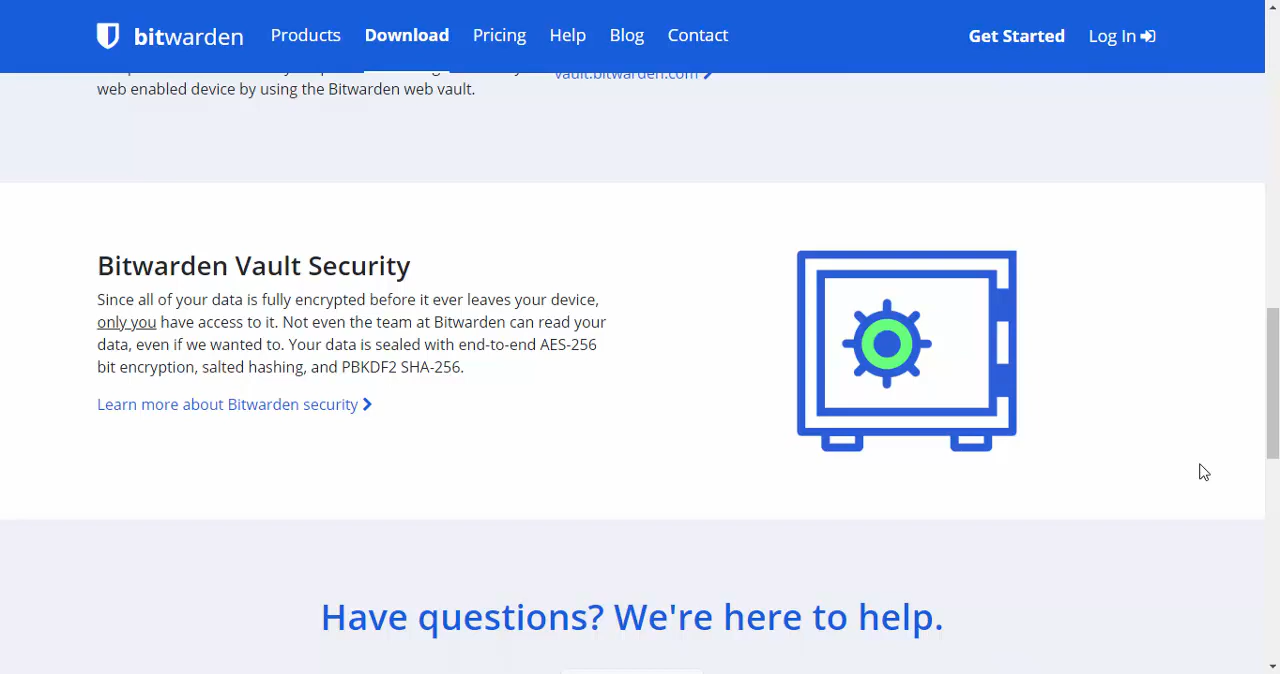 bitwarden Products Download Pricing Help Blog Contact Get Started Log In
vault.bitwarden.com
web enabled device by using the Bitwarden web vault.
Bitwarden Vault Security
Since all of your data is fully encrypted before it ever leaves your device,
only you have access to it. Not even the team at Bitwarden can read your
data, even if we wanted to. Your data is sealed with end-to-end AES-256
bit encryption, salted hashing, and PBKDF2 SHA-256.
Learn more about Bitwarden security
Have questions? We're here to help.